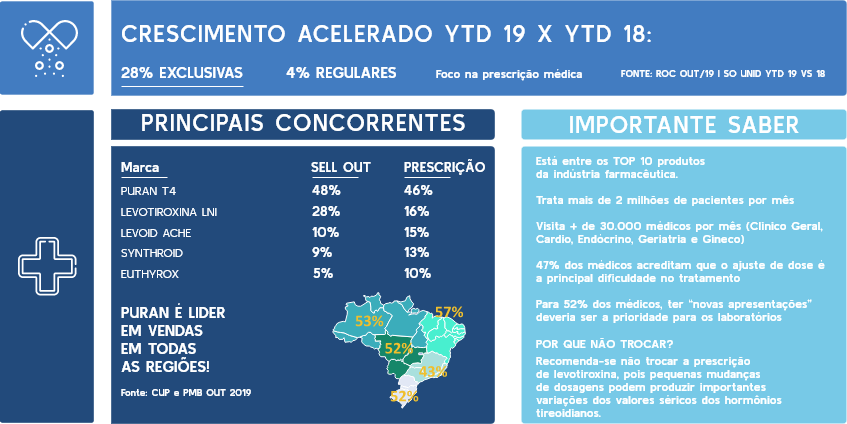 CRESCIMENTO ACELERADO YTD 19 X YTD 18:
28% EXCLUSIVAS 4% REGULARES Foco na prescrição médica FONTE: ROC OUT/19 I SO UNID YTD 19 VS 18
PRINCIPAIS CONCORRENTES
Marca SELL OUT PRESCRIÇÃO
PURAN T4 48% 46%
LEVOTIROXINA LNI 28% 16%
LEVOID ACHE 10% 15%
SYNTHROID 9% 13%
EUTHYROX 5% 10%
PURAN É LIDER
EM VENDAS
EM TODAS
AS REGIÕES!
Fonte: CUP e PMB OUT 2019
57%
53%
52%
43%
52%
IMPORTANTE SABER
Está entre os TOP 10 produtos
da indústria farmacêutica.
Trata mais de 2 milhões de pacientes por mês
Visita + de 30.000 médicos por mês (Clínico Geral,
Cardio, Endócrino, Geriatria e Gineco)
47% dos médicos acreditam que o ajuste de dose é
a principal dificuldade no tratamento
Para 52% dos médicos, ter "novas apresentações"
deveria ser a prioridade para os laboratórios
POR QUE NÃO TROCAR?
Recomenda-se não trocar a prescrição
de levotiroxina, pois pequenas mudanças
de dosagens podem produzir importantes
variações dos valores séricos dos hormônios
tireoidianos.